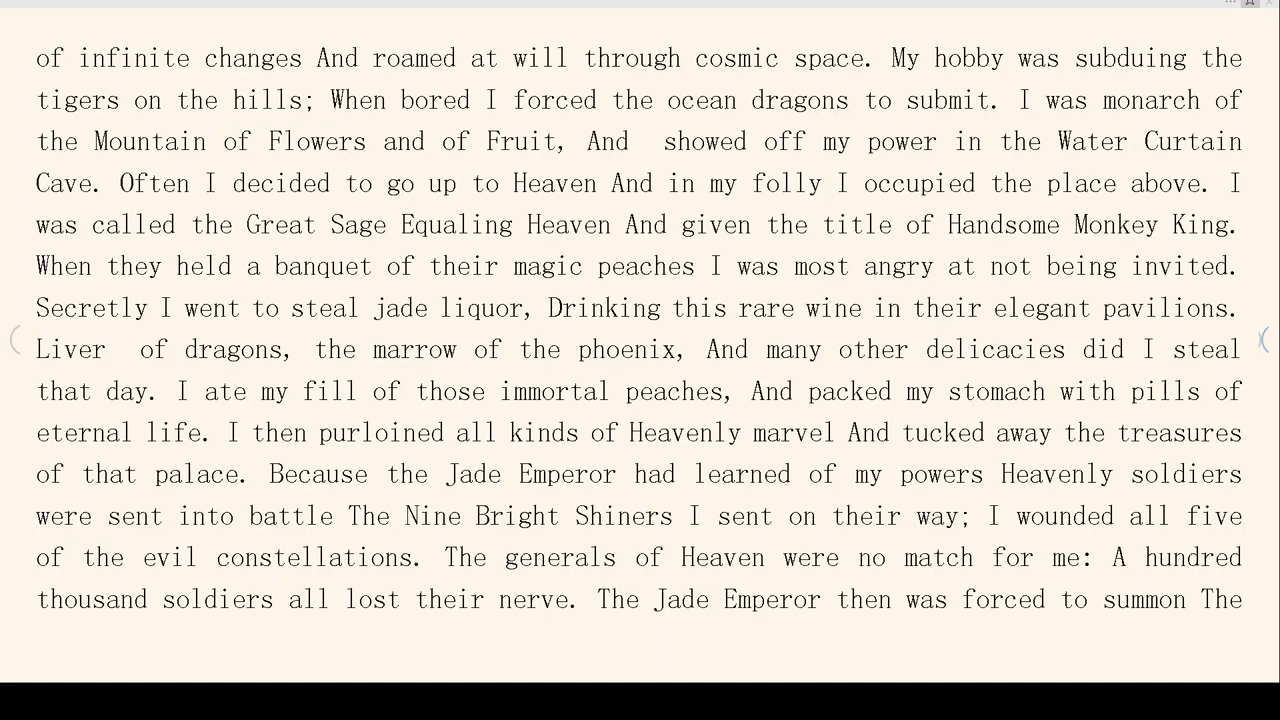 of infinite changes And roamed at will through cosmic space. My hobby was subduing the
tigers on the hills; When bored I forced the ocean dragons to submit. I was monarch of
the Mountain of Flowers and of Fruit, And showed off my power in the Water Curtain
Cave. Often I decided to go up to Heaven And in my folly I occupied the place above. I
was called the Great Sage Equaling Heaven And given the title of Handsome Monkey King.
When they held a banquet of their magic peaches I was most angry at not being invited.
Secretly I went to steal jade liquor, Drinking this rare wine in their elegant pavilions.
Liver of dragons, the marrow of the phoenix, And many other delicacies did I steal
that day. I ate my fill of those immortal peaches, And packed my stomach with pills of
eternal life. I then purloined all kinds of Heavenly marvel And tucked away the treasures
of that palace. Because the Jade Emperor had learned of my powers Heavenly soldiers
were sent into battle The Nine Bright Shiners I sent on their way; I wounded all five
of the evil constellations. The generals of Heaven were no match for me: A hundred
thousand soldiers all lost their nerve. The Jade Emperor then was forced to summon The